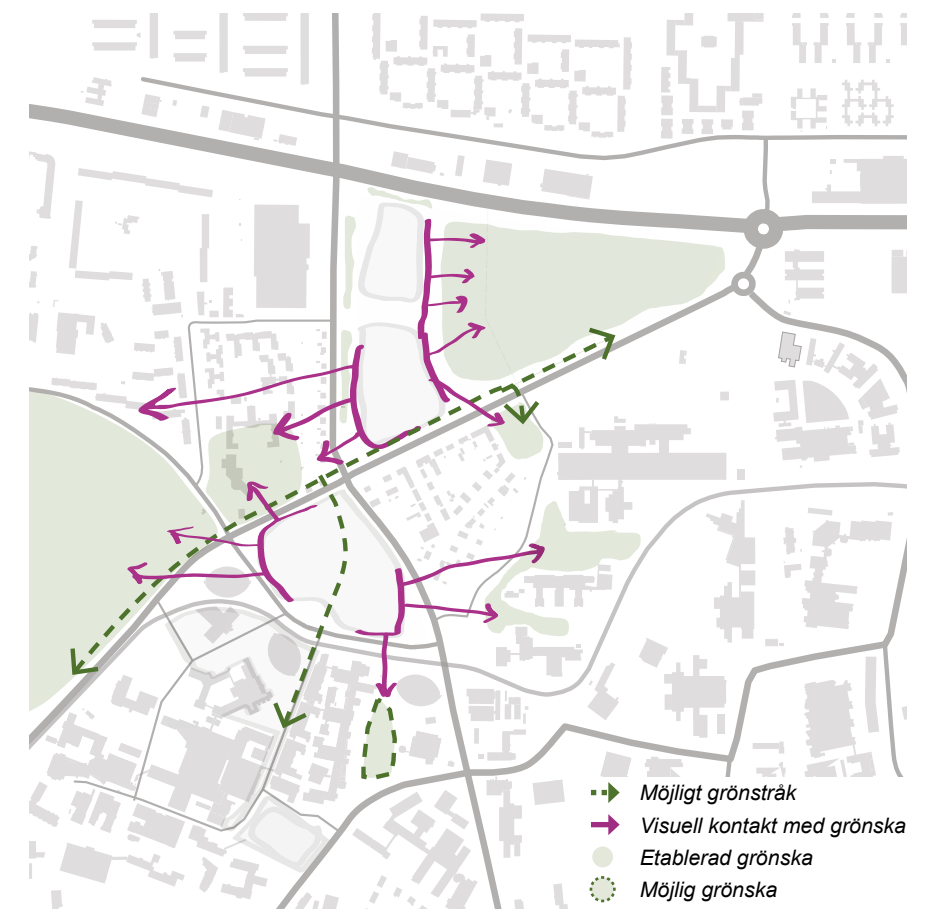 Möjligt grönstråk
Visuell kontakt med grönska
Etablerad grönska
Möjlig grönska